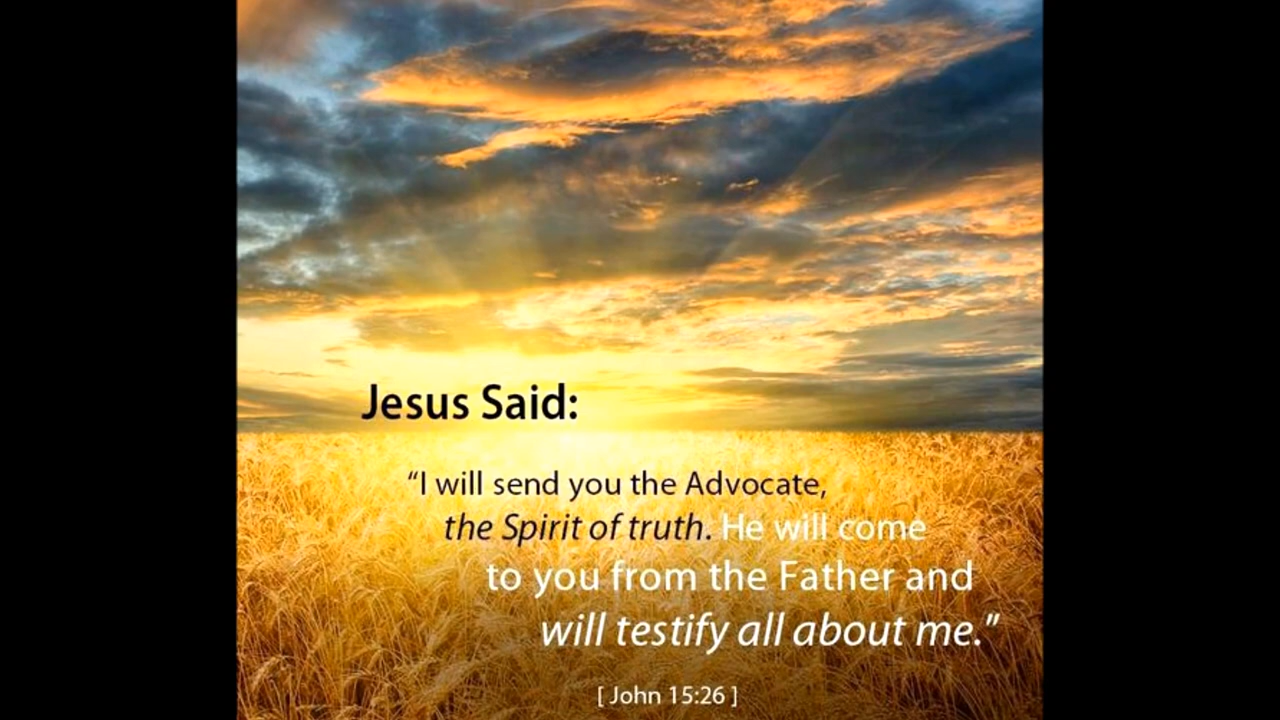 Jesus Said:
“I will send you the Advocate,
the Spirit of truth. He will come
to you from the Father and
will testify all about me.”
[ John 15:26 ]